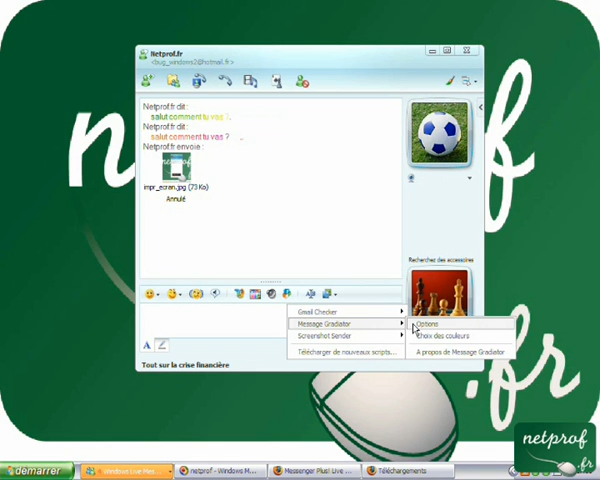 Netprof.fr
<bug_windows2@hotmail.fr>
Netprof.fr dit :
salut comment tu vas ?.
Netprof.fr dit :
salut comment tu vas ? ..
Netprof.fr envoie :
impr_ecran.jpg (73 Ko)
Annulé
Recherchez des accessoires
Gmail Checker
Message Gradiator
Screenshot Sender
Télécharger de nouveaux scripts...
Options
Choix des couleurs
A propos de Message Gradiator
A
Tout sur la crise financière
.fr
netprof
.fr
démarrer
netprof - Windows M...
Messenger Plus! Live ...
Téléchargements